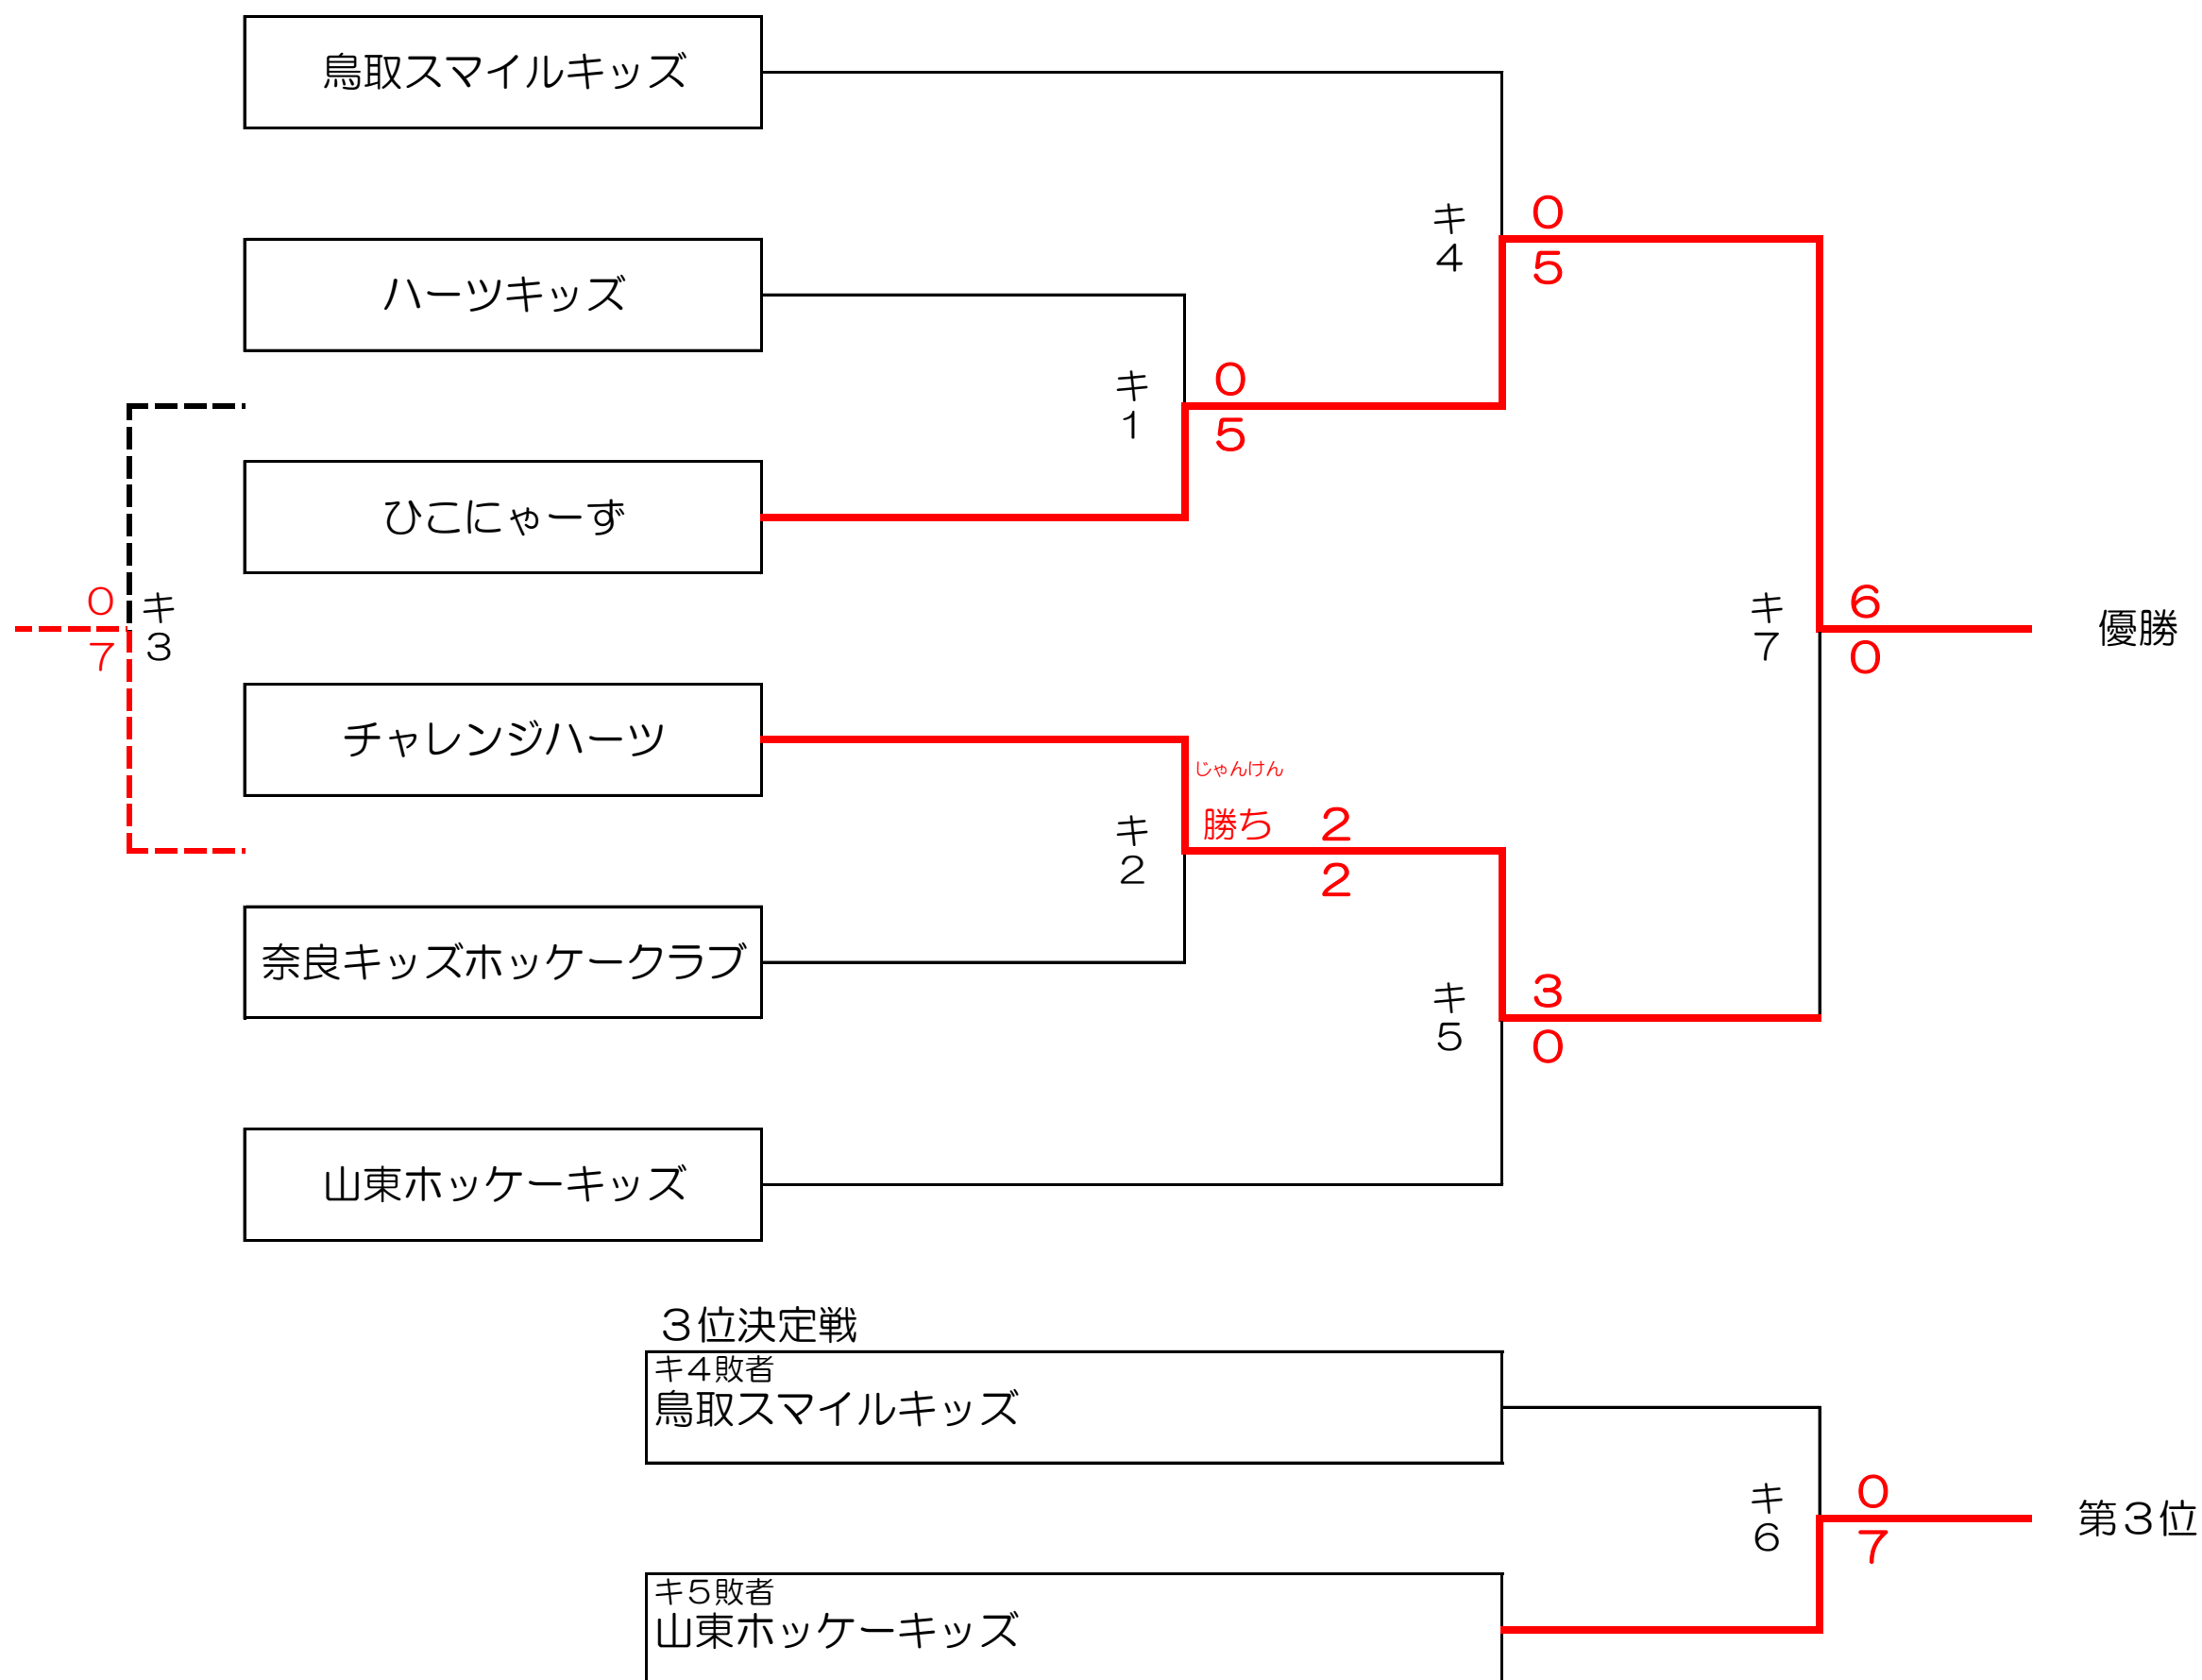 鳥取スマイルキッズ
キ
4
0
5
ハーツキッズ
キ
1
0
5
ひこにゃーず
0
7
キ
3
キ
7
6
0
優勝
チャレンジハーツ
じゃんけん
勝ち
2
2
キ
2
奈良キッズホッケークラブ
キ
5
3
0
山東ホッケーキッズ
３位決定戦
キ４敗者
鳥取スマイルキッズ
キ
6
0
7
第３位
キ５敗者
山東ホッケーキッズ